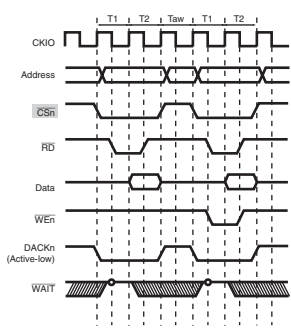 T1 T2 Taw T1 T2
CKIO
Address
CSn
RD
Data
WEn
DACKn
(Active-low)
WAIT